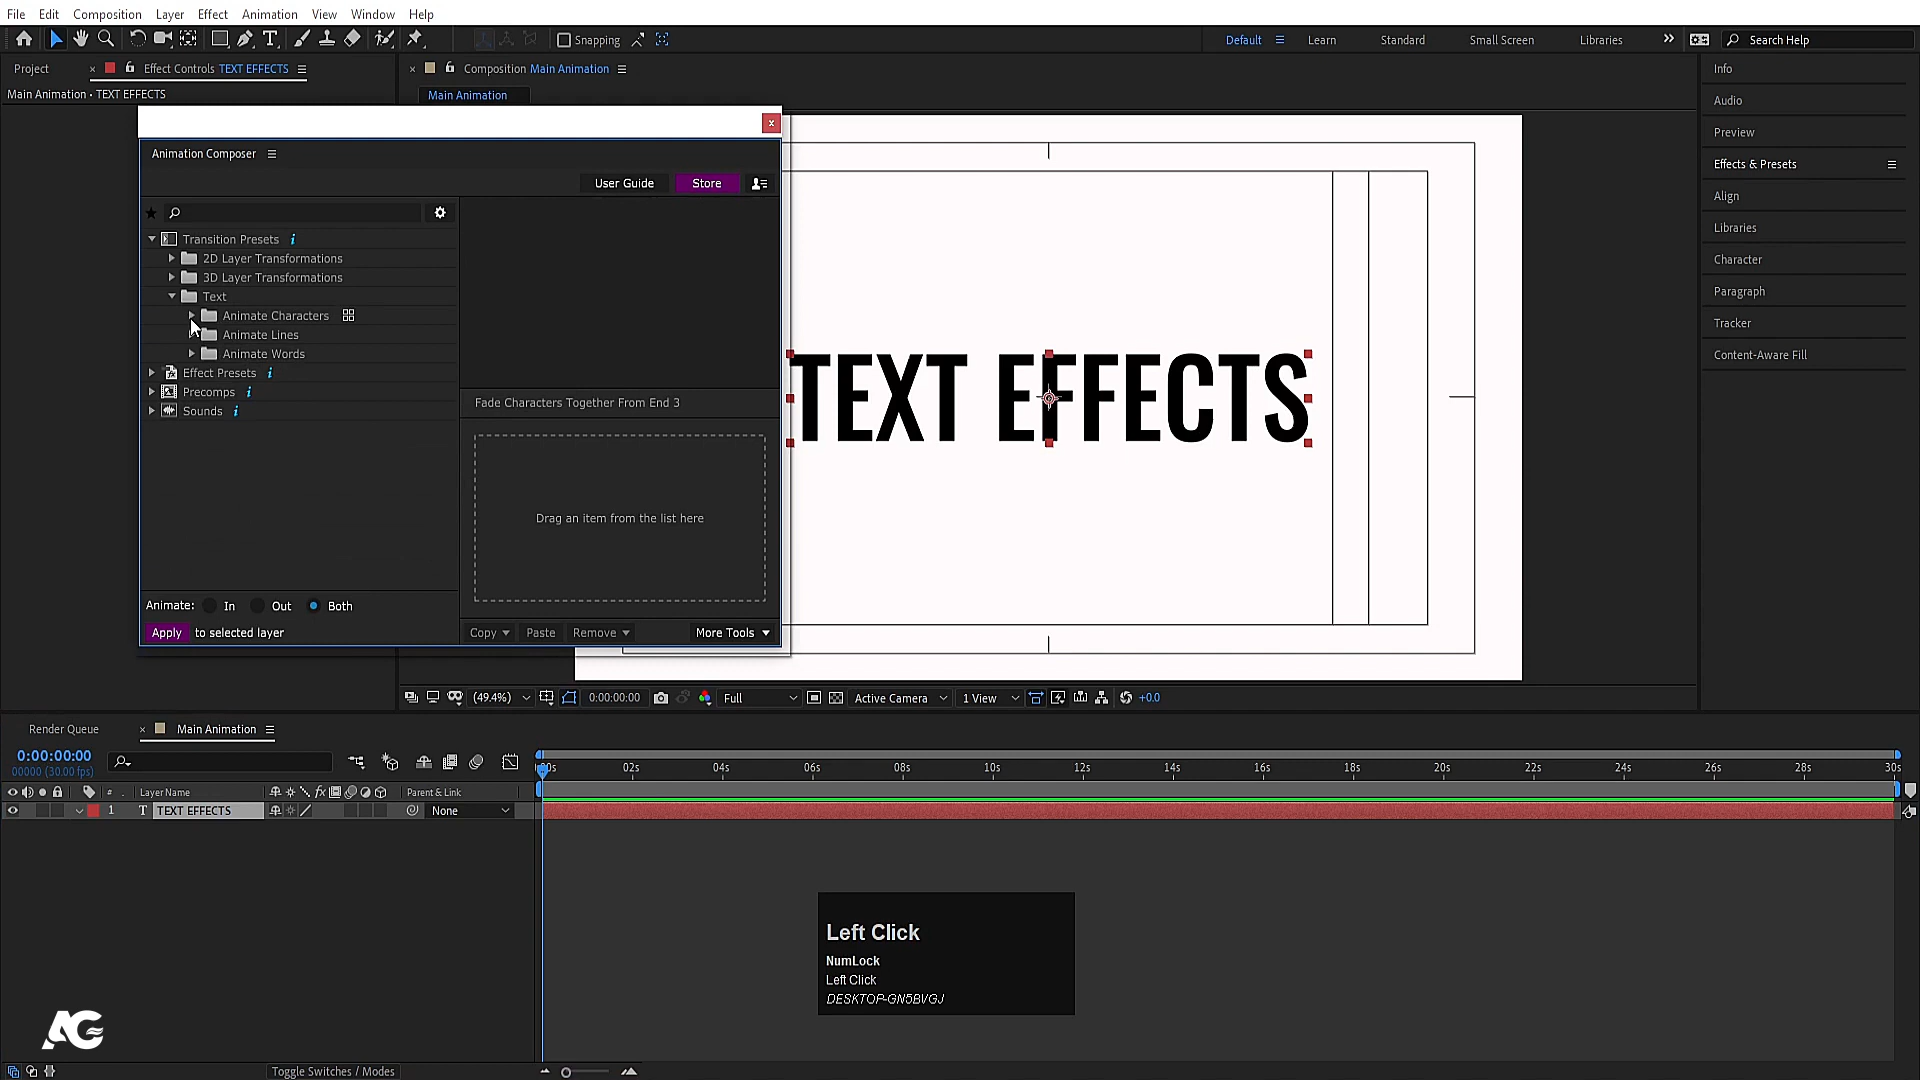 File Edit Composition Layer Effect Animation View Window Help
Snapping Default Learn Standard Small Screen Libraries Search Help
Project Effect Controls TEXT EFFECTS Composition Main Animation Info
Main Animation • TEXT EFFECTS Main Animation
Audio
Preview
Effects & Presets
Align
Libraries
Character
Paragraph
Tracker
Content-Aware Fill
Animation Composer
User Guide Store
Transition Presets
2D Layer Transformations
3D Layer Transformations
Text
Animate Characters
Animate Lines
Animate Words
Effect Presets
Precomps
Sounds
Fade Characters Together From End 3
Drag an item from the list here
Animate: In Out Both
Apply to selected layer
Copy Paste Remove More Tools
TEXT EFFECTS
(49.4%) 0:00:00:00 Full Active Camera 1 View +0.0
Render Queue Main Animation
0:00:00:00
00000 (30.00 fps)
02s 04s 06s 08s 10s 12s 14s 16s 18s 20s 22s 24s 26s 28s 30s
# Layer Name Parent & Link
1 T TEXT EFFECTS None
Left Click
NumLock
Left Click
DESKTOP-GN5BVGJ
AG
Toggle Switches / Modes